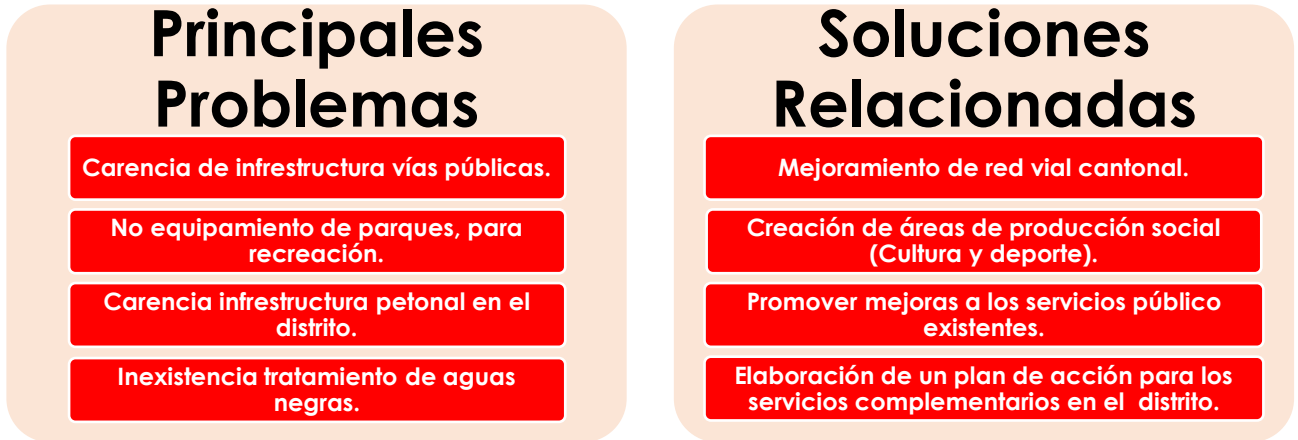 Principales
Problemas
Carencia de infrestructura vías públicas.
No equipamiento de parques, para
recreación.
Carencia infrestructura petonal en el
distrito.
Inexistencia tratamiento de aguas
negras.
Soluciones
Relacionadas
Mejoramiento de red vial cantonal.
Creación de áreas de producción social
(Cultura y deporte).
Promover mejoras a los servicios público
existentes.
Elaboración de un plan de acción para los
servicios complementarios en el  distrito.